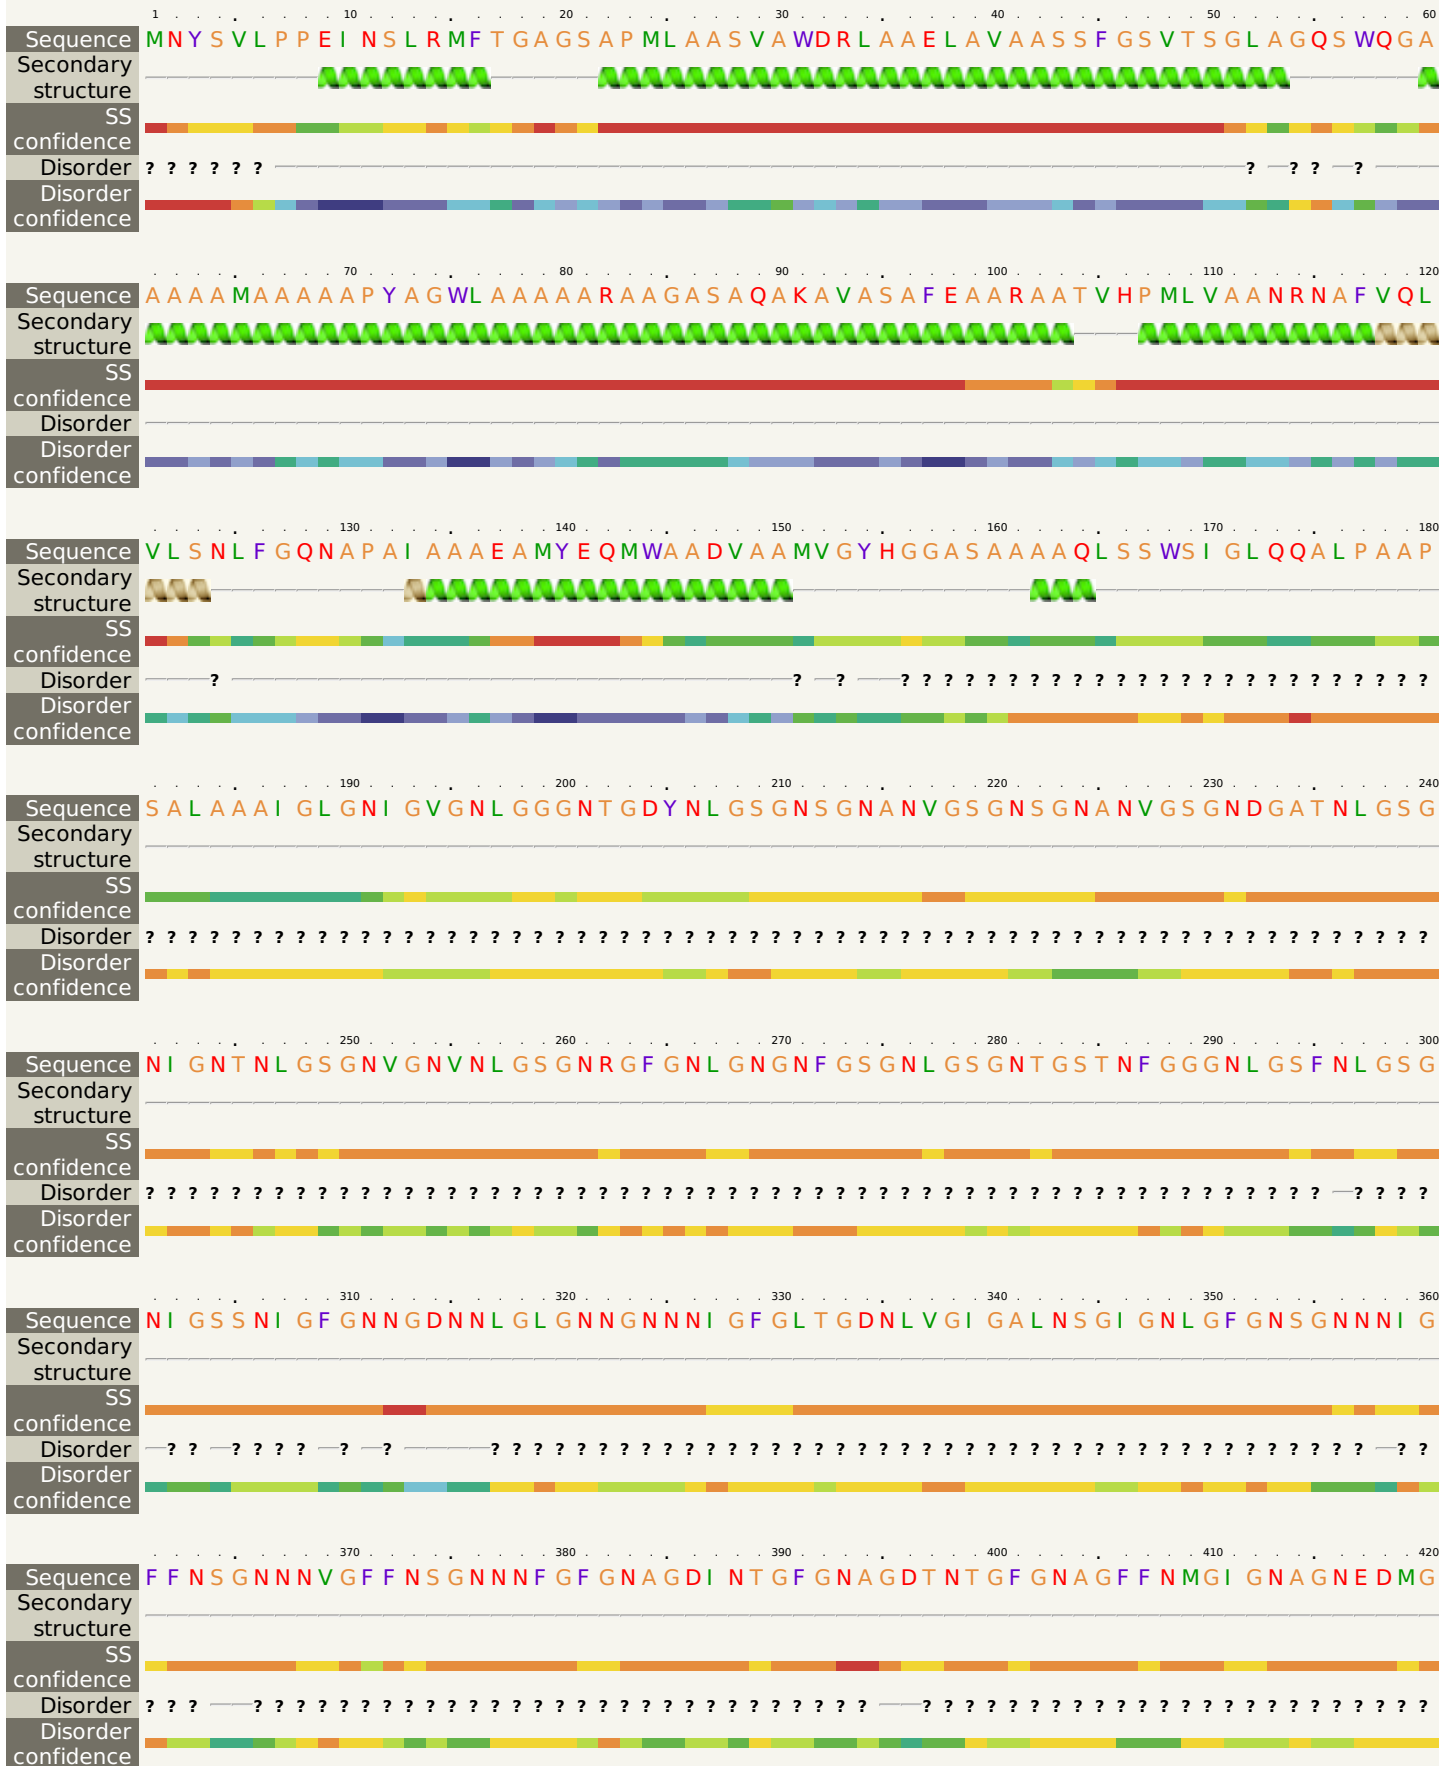 1 10 20 30 40 50 60
Sequence MNYSVLPPEINSLRMFTGAGSAPMLAASVAWDRLAAELAVAASSFGSVTSGLAGQSWQGA
Secondary
structure
SS
confidence
Disorder ? ? ? ? ? ? ? ? ? ?
Disorder
confidence
70 80 90 100 110 120
Sequence AAAAMAAAAAPYAGWLAAAAARAAGASAQAKAVASAFEAARAATVHPMLVAANRNAFVQL
Secondary
structure
SS
confidence
Disorder
Disorder
confidence
130 140 150 160 170 180
Sequence VLSNLFGQNAPAIAAAEAMYEQMWAADVAAMVGYHGGASAAAAQLSSWSIGLQQALPAAP
Secondary
structure
SS
confidence
Disorder ? ? ? ? ? ? ? ? ? ? ? ? ? ? ? ? ? ? ? ? ? ? ? ? ? ? ? ?
Disorder
confidence
190 200 210 220 230 240
Sequence SALAAAIGLGNIGVGNLGGGNTGDYNLGSGNSGNANVGSGNSGNANVGSGNDGATNLGSG
Secondary
structure
SS
confidence
Disorder ? ? ? ? ? ? ? ? ? ? ? ? ? ? ? ? ? ? ? ? ? ? ? ? ? ? ? ? ? ? ? ? ? ? ? ? ? ? ? ? ? ? ? ? ? ? ? ? ? ? ? ? ? ? ? ? ? ? ? ?
Disorder
confidence
250 260 270 280 290 300
Sequence NIGNTNLGSGNVGNVNLGSGNRGFGNLGNGNFGSGNLGSGNTGSTNFGGGNLGSFNLGSG
Secondary
structure
SS
confidence
Disorder ? ? ? ? ? ? ? ? ? ? ? ? ? ? ? ? ? ? ? ? ? ? ? ? ? ? ? ? ? ? ? ? ? ? ? ? ? ? ? ? ? ? ? ? ? ? ? ? ? ? ? ? ? ? ? ? ? ? ?
Disorder
confidence
310 320 330 340 350 360
Sequence NIGSSNIGFGNNGDNNLGLGNNGNNNIGFGLTGDNLVGIGALNSGIGNLGFGNSGNNNIG
Secondary
structure
SS
confidence
Disorder ? ? ? ? ? ? ? ? ? ? ? ? ? ? ? ? ? ? ? ? ? ? ? ? ? ? ? ? ? ? ? ? ? ? ? ? ? ? ? ? ? ? ? ? ? ? ? ? ? ? ?
Disorder
confidence
370 380 390 400 410 420
Sequence FFNSGNNNVGFFNSGNNNFGFGNAGDINTGFGNAGDTNTGFGNAGFFNMGIGNAGNEDMG
Secondary
structure
SS
confidence
Disorder ? ? ? ? ? ? ? ? ? ? ? ? ? ? ? ? ? ? ? ? ? ? ? ? ? ? ? ? ? ? ? ? ? ? ? ? ? ? ? ? ? ? ? ? ? ? ? ? ? ? ? ? ? ? ? ?
Disorder
confidence